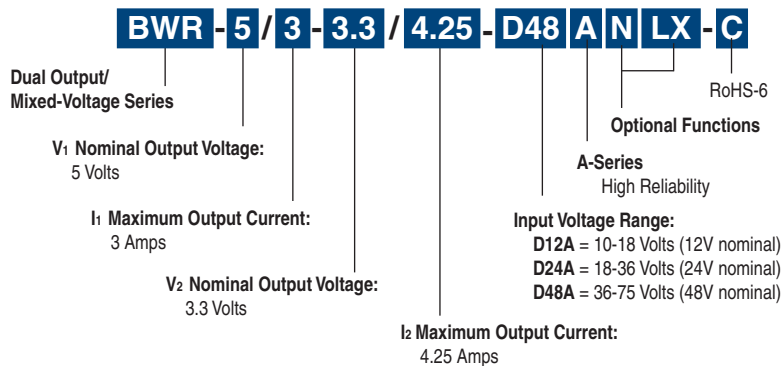 BWR - 5 / 3 - 3.3 / 4.25 - D48 A N LX - C
Dual Output/
Mixed-Voltage Series
RoHS-6
Optional Functions
V1 Nominal Output Voltage:
5 Volts
A-Series
High Reliability
I1 Maximum Output Current:
3 Amps
Input Voltage Range:
D12A = 10-18 Volts (12V nominal)
D24A = 18-36 Volts (24V nominal)
D48A = 36-75 Volts (48V nominal)
V2 Nominal Output Voltage:
3.3 Volts
I2 Maximum Output Current:
4.25 Amps